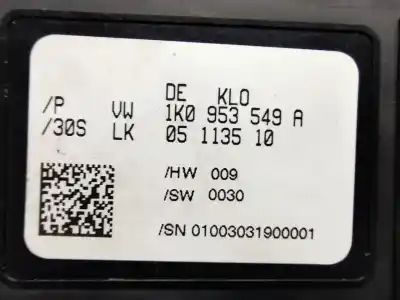 DE KLO
/P VW 1K0 953 549 A
/30S LK 05 1135 10
/HW 009
/SW 0030
/SN 01003031900001